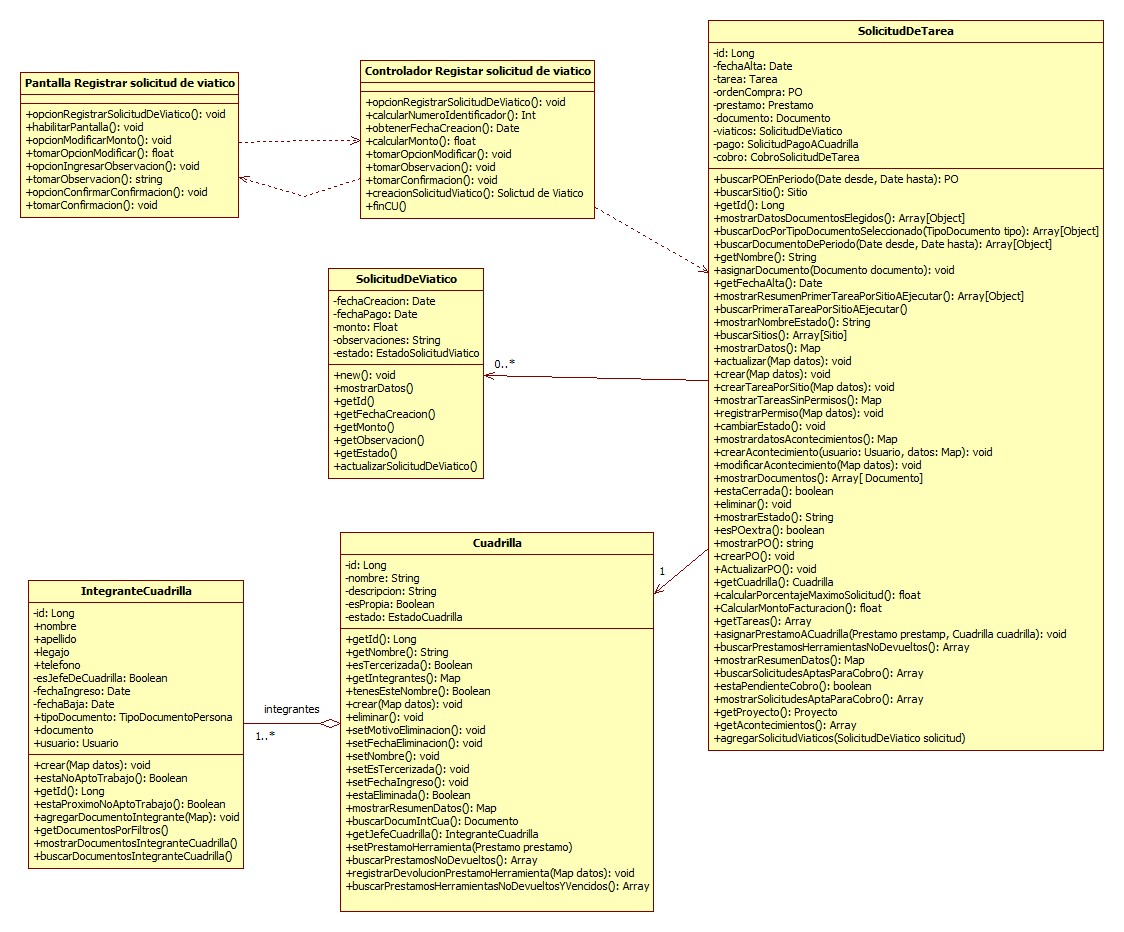 Pantalla Registrar solicitud de viatico
+opcionRegistrarSolicitudDeViatico(): void
+habilitarPantalla(): void
+opcionModificarMonto(): void
+tomarOpcionModificar(): float
+opcionIngresarObservacion(): void
+tomarObservacion(): string
+opcionConfirmarConfirmacion(): void
+tomarConfirmacion(): void
Controlador Registar solicitud de viatico
+opcionRegistrarSolicitudDeViatico(): void
+calcularNumeroIdentificador(): Int
+obtenerFechaCreacion(): Date
+calcularMonto(): float
+tomarOpcionModificar(): void
+tomarObservacion(): void
+tomarConfirmacion(): void
+creacionSolicitudViatico(): Solictud de Viatico
+finCU()
SolicitudDeTarea
-id: Long
-fechaAlta: Date
-tarea: Tarea
-ordenCompra: PO
-prestamo: Prestamo
-documento: Documento
-viaticos: SolicitudDeViatico
-pago: SolicitudPagoACuadrilla
-cobro: CobroSolicitudDeTarea
+buscarPOEnPeriodo(Date desde, Date hasta): PO
+buscarSitio(): Sitio
+getId(): Long
+mostrarDatosDocumentosElegidos(): Array[Object]
+buscarDocPorTipoDocumentoSeleccionado(TipoDocumento tipo): Array[Object]
+buscarDocumentoDePeriodo(Date desde, Date hasta): Array[Object]
+getNombre(): String
+asignarDocumento(Documento documento): void
+getFechaAlta(): Date
+mostrarResumenPrimerTareaPorSitioAEjecutar(): Array[Object]
+buscarPrimeraTareaPorSitioAEjecutar()
+mostrarNombreEstado(): String
+buscarSitios(): Array[Sitio]
+mostrarDatos(): Map
+actualizar(Map datos): void
+crear(Map datos): void
+crearTareaPorSitio(Map datos): void
+mostrarTareasSinPermisos(): Map
+registrarPermiso(Map datos): void
+cambiarEstado(): void
+mostrardatosAcontecimientos(): Map
+crearAcontecimiento(usuario: Usuario, datos: Map): void
+modificarAcontecimiento(Map datos): void
+mostrarDocumentos(): Array[ Documento]
+estaCerrada(): boolean
+eliminar(): void
+mostrarEstado(): String
+esPOextra(): boolean
+mostrarPO(): string
+crearPO(): void
+ActualizarPO(): void
+getCuadrilla(): Cuadrilla
+calcularPorcentajeMaximoSolicitud(): float
+CalcularMontoFacturacion(): float
+getTareas(): Array
+asignarPrestamoACuadrilla(Prestamo prestamp, Cuadrilla cuadrilla): void
+buscarPrestamosHerramientasNoDevueltos(): Array
+mostrarResumenDatos(): Map
+buscarSolicitudesAptasParaCobro(): Array
+estaPendienteCobro(): boolean
+mostrarSolicitudesAptaParaCobro(): Array
+getProyecto(): Proyecto
+getAcontecimientos(): Array
+agregarSolicitudViaticos(SolicitudDeViatico solicitud)
SolicitudDeViatico
-fechaCreacion: Date
-fechaPago: Date
-monto: Float
-observaciones: String
-estado: EstadoSolicitudViatico
+new(): void
+mostrarDatos()
+getId()
+getFechaCreacion()
+getMonto()
+getObservacion()
+getEstado()
+actualizarSolicitudDeViatico()
0..*
1
Cuadrilla
-id: Long
-nombre: String
-descripcion: String
-esPropia: Boolean
-estado: EstadoCuadrilla
+getId(): Long
+getNombre(): String
+esTercerizada(): Boolean
+getIntegrantes(): Map
+tenesEsteNombre(): Boolean
+crear(Map datos): void
+eliminar(): void
+setMotivoEliminacion(): void
+setFechaEliminacion(): void
+setNombre(): void
+setEsTercerizada(): void
+setFechaIngreso(): void
+estaEliminada(): Boolean
+mostrarResumenDatos(): Map
+buscarDocumIntCua(): Documento
+getJefeCuadrilla(): IntegranteCuadrilla
+setPrestamoHerramienta(Prestamo prestamo)
+buscarPrestamosNoDevueltos(): Array
+registrarDevolucionPrestamoHerramienta(Map datos): void
+buscarPrestamosHerramientasNoDevueltosYVencidos(): Array
integrantes
1..*
IntegranteCuadrilla
-id: Long
+nombre
+apellido
+legajo
+telefono
-esJefeDeCuadrilla: Boolean
-fechaIngreso: Date
-fechaBaja: Date
+tipoDocumento: TipoDocumentoPersona
+documento
+usuario: Usuario
+crear(Map datos): void
+estaNoAptoTrabajo(): Boolean
+getId(): Long
+estaProximoNoAptoTrabajo(): Boolean
+agregarDocumentoIntegrante(Map): void
+getDocumentosPorFiltros()
+mostrarDocumentosIntegranteCuadrilla()
+buscarDocumentosIntegranteCuadrilla()